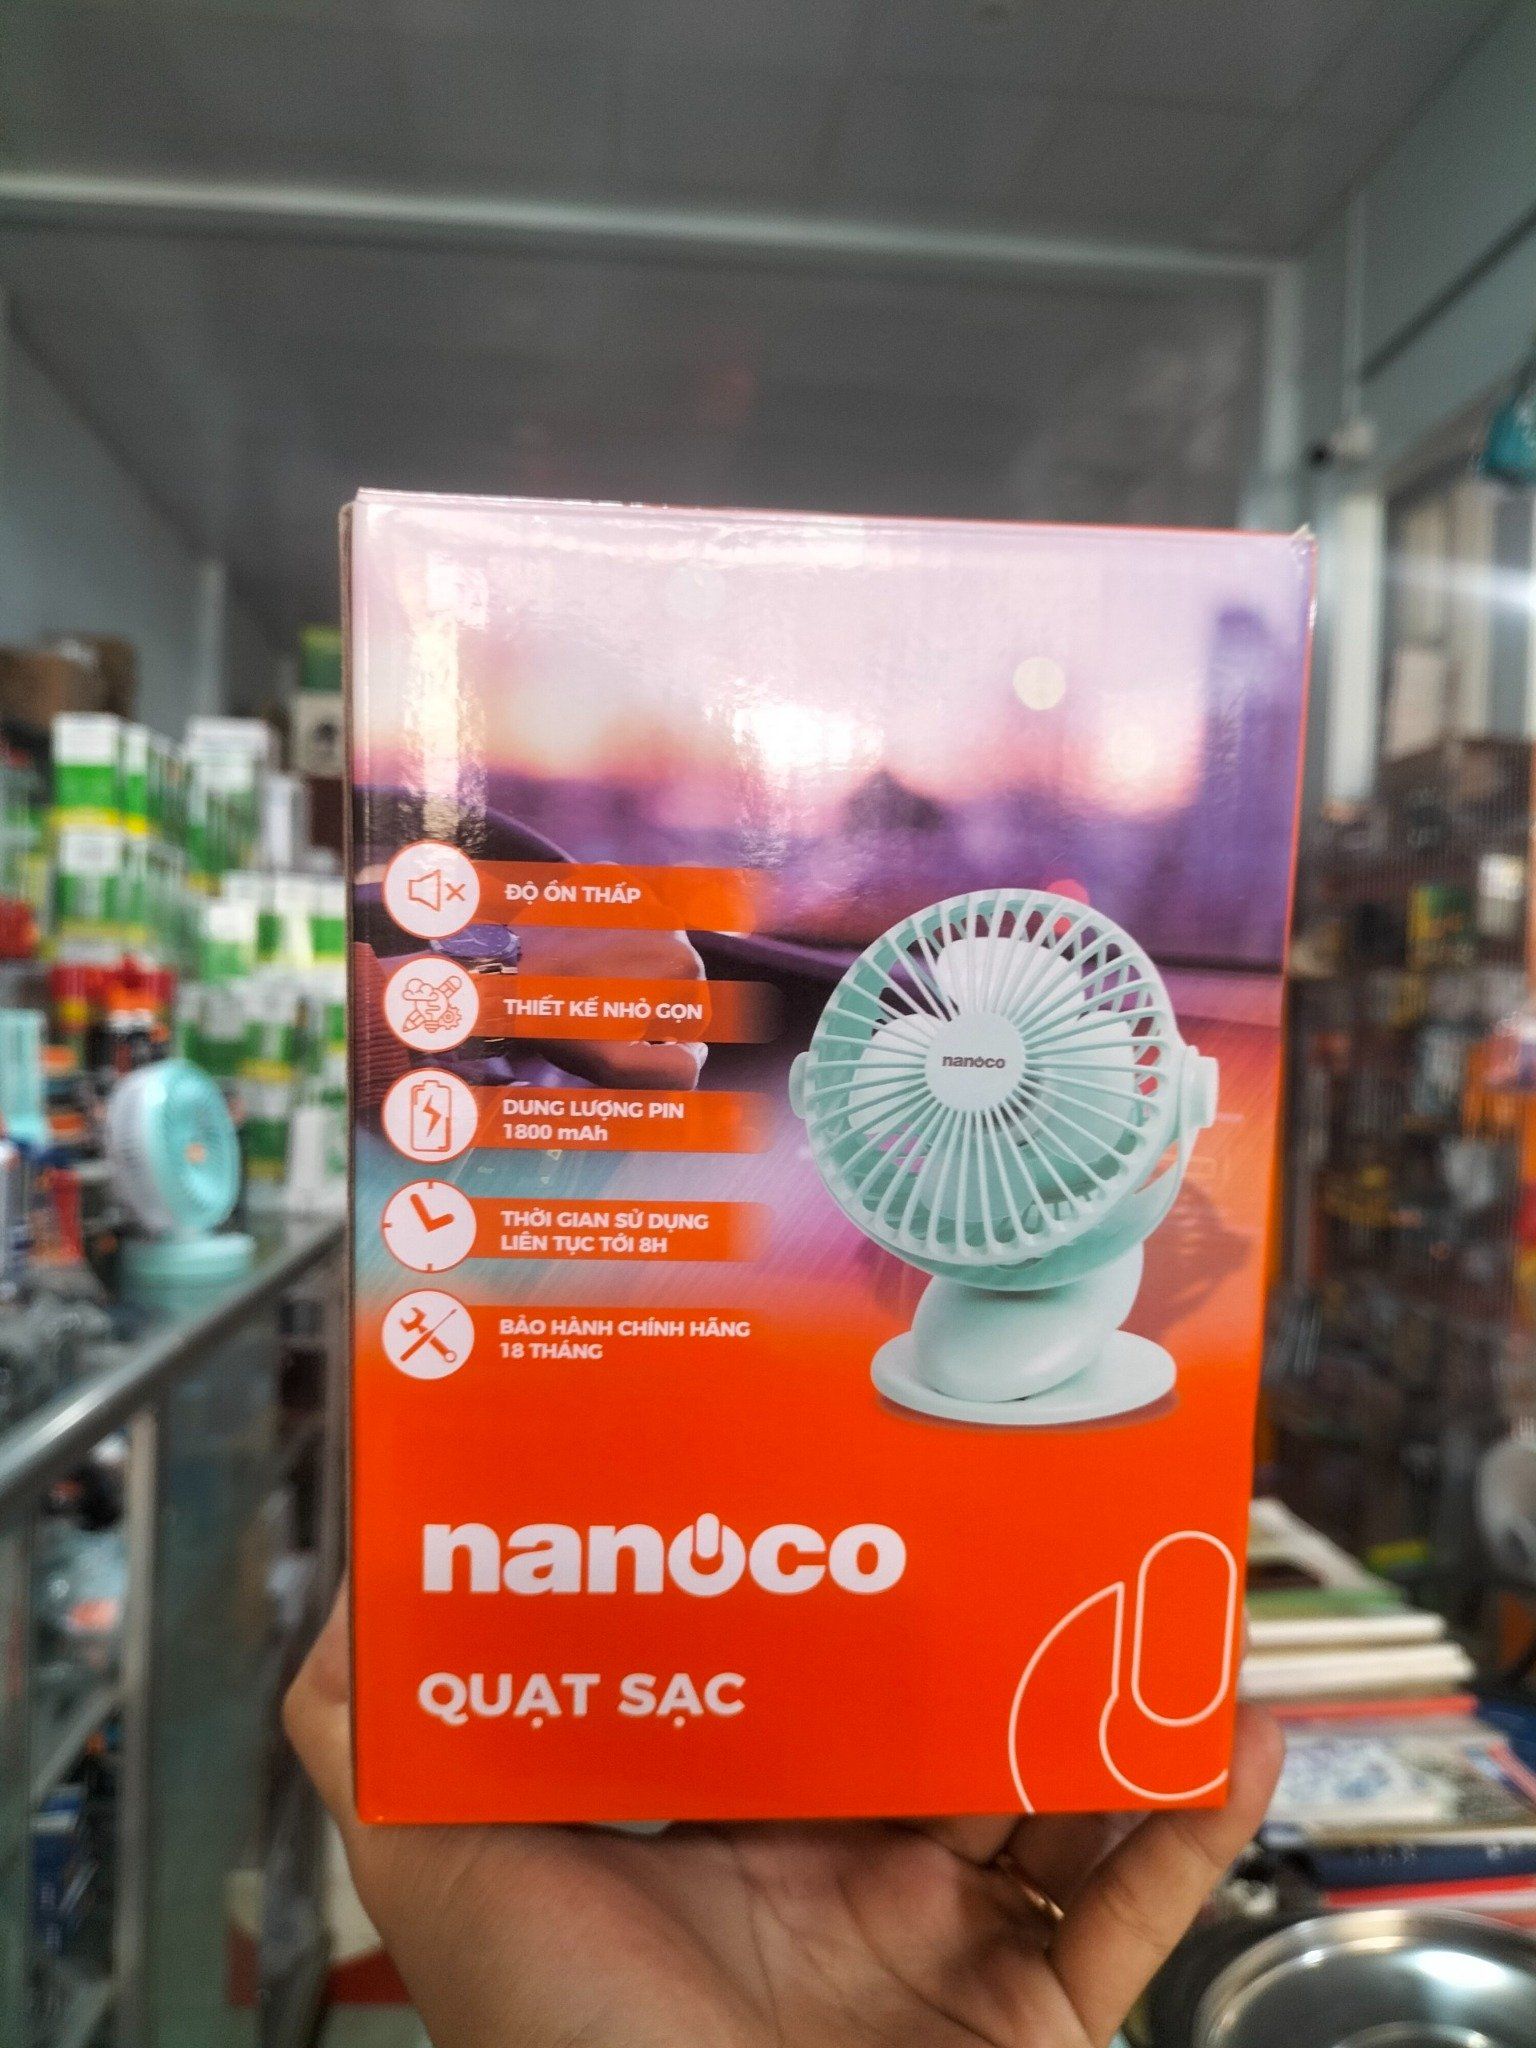 ĐỘ ỒN THẤP
THIẾT KẾ NHỎ GỌN
DUNG LƯỢNG PIN
1800 mAh
THỜI GIAN SỬ DỤNG
LIÊN TỤC TỚI 8H
BẢO HÀNH CHÍNH HÃNG
18 THÁNG
nanoco
nanoco
QUẠT SẠC